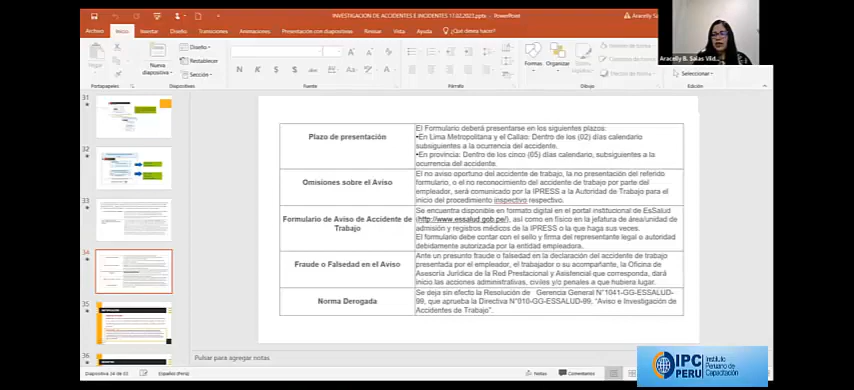 INVESTIGACION DE ACCIDENTES E INCIDENTES 17.02.2023.pptx - PowerPoint
Aracelly Sa
Archivo Inicio Insertar Diseño Transiciones Animaciones Presentación con diapositivas Revisar Vista Ayuda ¿Qué desea hacer?
Pegar
Nueva diapositiva
Diseño
Restablecer
Sección
N K S S abc Aa A
Formas Organizar
Seleccionar
Portapapeles Diapositivas Fuente Párrafo Edición
Aracelly B. Salas Vild...
31
32
33
34
35
36
Plazo de presentación
El Formulario deberá presentarse en los siguientes plazos:
•En Lima Metropolitana y el Callao: Dentro de los (02) días calendario
subsiguientes a la ocurrencia del accidente.
•En provincia: Dentro de los cinco (05) días calendario, subsiguientes a la
ocurrencia del accidente.
Omisiones sobre el Aviso
El no aviso oportuno del accidente de trabajo, la no presentación del referido
formulario, o el no reconocimiento del accidente de trabajo por parte del
empleador, será comunicado por la IPRESS a la Autoridad de Trabajo para el
inicio del procedimiento inspectivo respectivo.
Formulario de Aviso de Accidente de
Trabajo
Se encuentra disponible en formato digital en el portal institucional de EsSalud
(http://www.essalud.gob.pe/), así como en físico en la jefatura de área/unidad de
admisión y registros médicos de la IPRESS o la que haga sus veces.
El formulario debe contar con el sello y firma del representante legal o autoridad
debidamente autorizada por la entidad empleadora.
Fraude o Falsedad en el Aviso
Ante un presunto fraude o falsedad en la declaración del accidente de trabajo
presentada por el empleador, el trabajador o su acompañante, la Oficina de
Asesoría Jurídica de la Red Prestacional y Asistencial que corresponda, dará
inicio las acciones administrativas, civiles y/o penales a que hubiera lugar.
Norma Derogada
Se deja sin efecto la Resolución de Gerencia General N°1041-GG-ESSALUD-
99, que aprueba la Directiva N°010-GG-ESSALUD-99, "Aviso e Investigación de
Accidentes de Trabajo".
Pulsar para agregar notas
Español (Perú)
Notas
Comentarios
IPC
PERÚ
Instituto
Peruano de
Capacitación